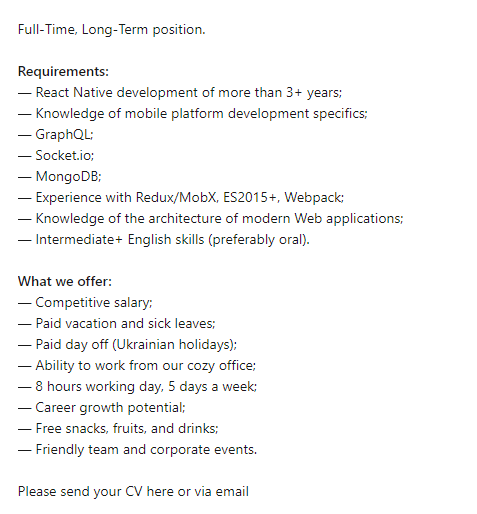 Full-Time, Long-Term position.
Requirements:
— React Native development of more than 3+ years;
— Knowledge of mobile platform development specifics;
— GraphQL;
— Socket.io;
— MongoDB;
— Experience with Redux/MobX, ES2015+, Webpack;
— Knowledge of the architecture of modern Web applications;
— Intermediate+ English skills (preferably oral).
What we offer:
— Competitive salary;
— Paid vacation and sick leaves;
— Paid day off (Ukrainian holidays);
— Ability to work from our cozy office;
— 8 hours working day, 5 days a week;
— Career growth potential;
— Free snacks, fruits, and drinks;
— Friendly team and corporate events.
Please send your CV here or via email